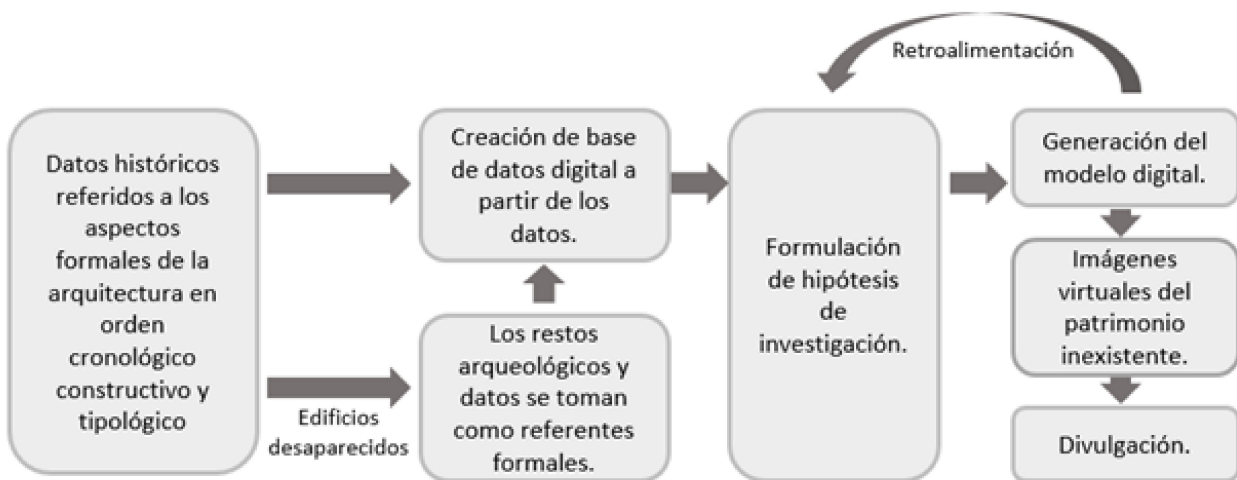 Datos históricos
referidos a los
aspectos
formales de la
arquitectura en
orden
cronológico
constructivo y
tipológico
Edificios
desaparecidos
Creación de base
de datos digital a
partir de los
datos.
Los restos
arqueológicos y
datos se toman
como referentes
formales.
Formulación
de hipótesis
de
investigación.
Retroalimentación
Generación del
modelo digital.
Imágenes
virtuales del
patrimonio
inexistente.
Divulgación.